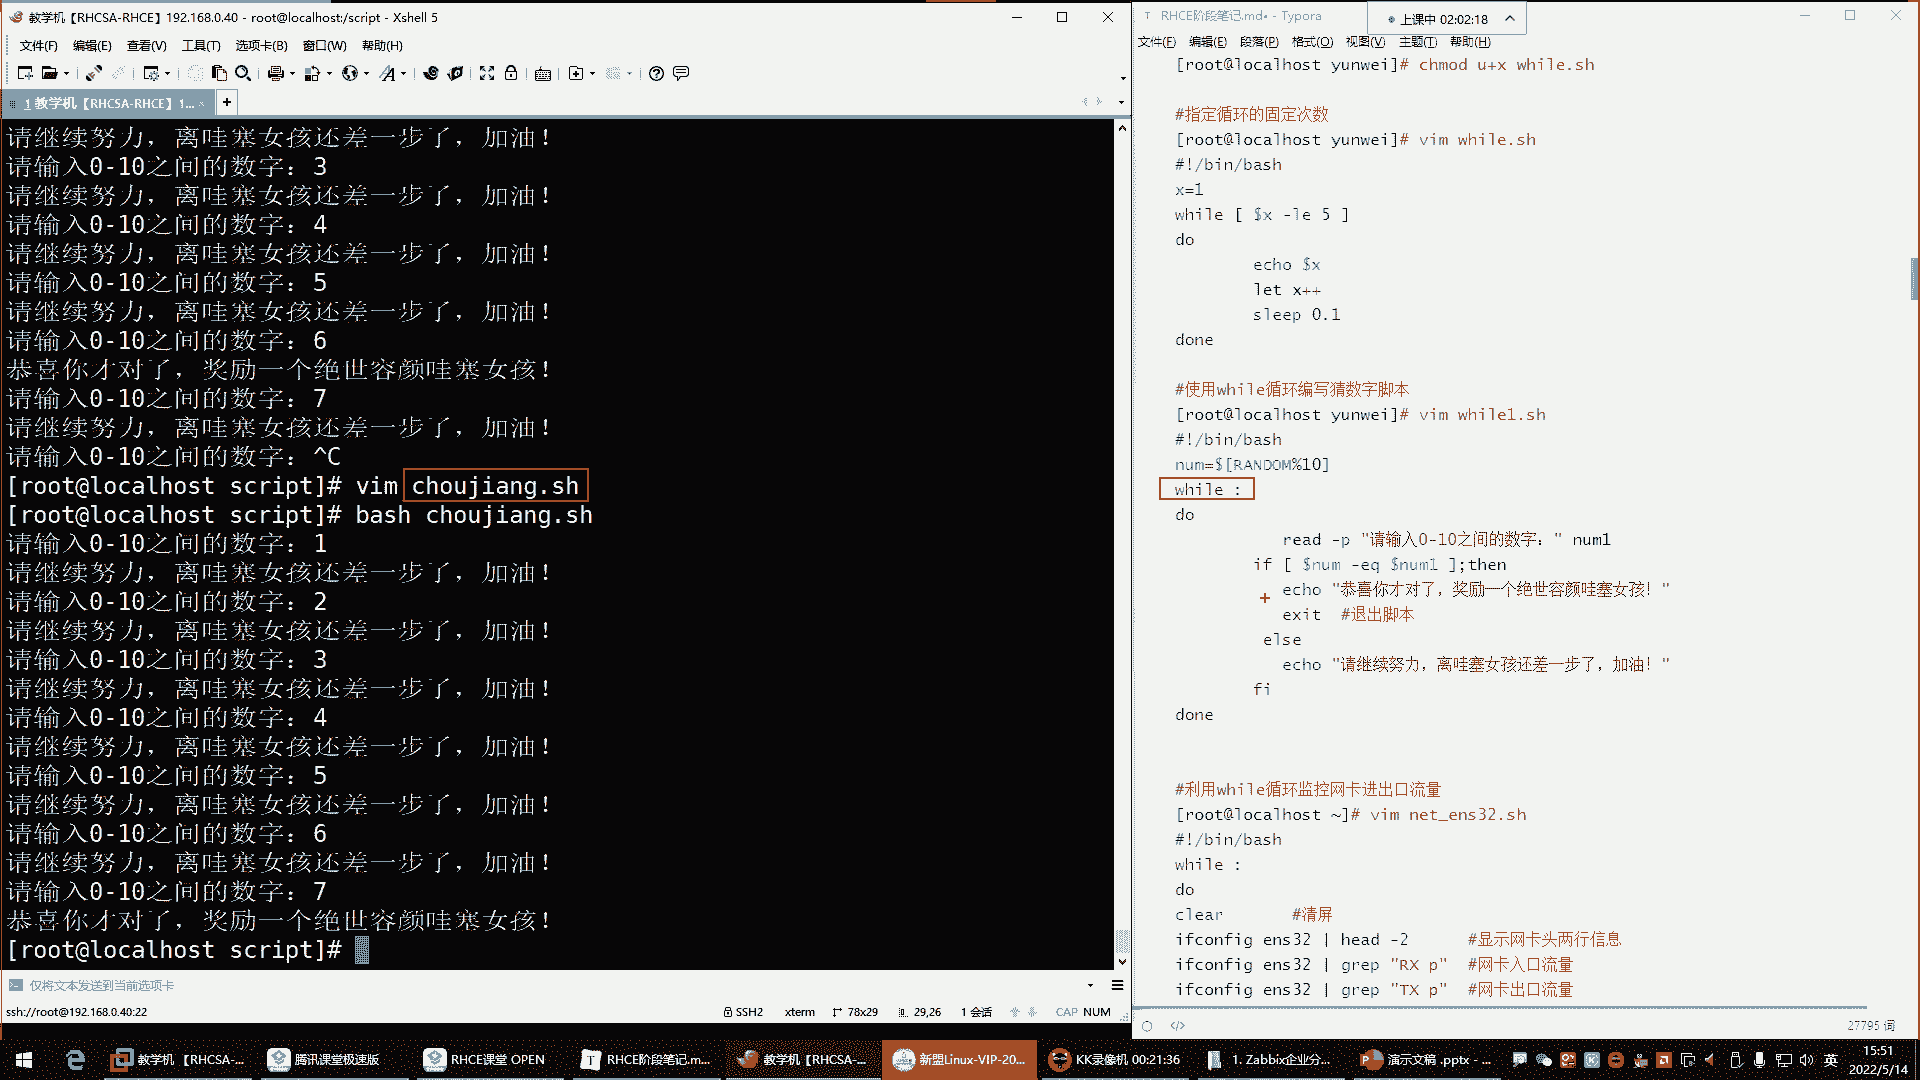 教学机【RHCSA-RHCE】192.168.0.40 - root@localhost:/script - Xshell 5
文件(F) 编辑(E) 查看(V) 工具(T) 选项卡(B) 窗口(W) 帮助(H)
1 教学机【RHCSA-RHCE】1... × +
请继续努力，离哇塞女孩还差一步了，加油！
请输入0-10之间的数字：3
请继续努力，离哇塞女孩还差一步了，加油！
请输入0-10之间的数字：4
请继续努力，离哇塞女孩还差一步了，加油！
请输入0-10之间的数字：5
请继续努力，离哇塞女孩还差一步了，加油！
请输入0-10之间的数字：6
恭喜你才对了，奖励一个绝世容颜哇塞女孩！
请输入0-10之间的数字：7
请继续努力，离哇塞女孩还差一步了，加油！
请输入0-10之间的数字：^C
[root@localhost script]# vim choujiang.sh
[root@localhost script]# bash choujiang.sh
请输入0-10之间的数字：1
请继续努力，离哇塞女孩还差一步了，加油！
请输入0-10之间的数字：2
请继续努力，离哇塞女孩还差一步了，加油！
请输入0-10之间的数字：3
请继续努力，离哇塞女孩还差一步了，加油！
请输入0-10之间的数字：4
请继续努力，离哇塞女孩还差一步了，加油！
请输入0-10之间的数字：5
请继续努力，离哇塞女孩还差一步了，加油！
请输入0-10之间的数字：6
请继续努力，离哇塞女孩还差一步了，加油！
请输入0-10之间的数字：7
恭喜你才对了，奖励一个绝世容颜哇塞女孩！
[root@localhost script]#
仅将文本发送到当前选项卡
ssh://root@192.168.0.40:22 SSH2 xterm 78x29 29,26 1 会话 CAP NUM
RHCE阶段笔记.md• - Typora
上课中 02:02:18
文件(F) 编辑(E) 段落(P) 格式(O) 视图(V) 主题(T) 帮助(H)
[root@localhost yunwei]# chmod u+x while.sh
#指定循环的固定次数
[root@localhost yunwei]# vim while.sh
#!/bin/bash
x=1
while [ $x -le 5 ]
do
echo $x
let x++
sleep 0.1
done
#使用while循环编写猜数字脚本
[root@localhost yunwei]# vim while1.sh
#!/bin/bash
num=$[RANDOM%10]
while :
do
read -p "请输入0-10之间的数字：" num1
if [ $num -eq $num1 ];then
echo "恭喜你才对了，奖励一个绝世容颜哇塞女孩！"
exit #退出脚本
else
echo "请继续努力，离哇塞女孩还差一步了，加油！"
fi
done
#利用while循环监控网卡进出口流量
[root@localhost ~]# vim net_ens32.sh
#!/bin/bash
while :
do
clear #清屏
ifconfig ens32 | head -2 #显示网卡头两行信息
ifconfig ens32 | grep "RX p" #网卡入口流量
ifconfig ens32 | grep "TX p" #网卡出口流量
27795 词
教学机 【RHCSA-... 腾讯课堂极速版 RHCE课堂 OPEN RHCE阶段笔记.m... 教学机【RHCSA-... 新盟Linux-VIP-20... KK录像机 00:21:36 1. Zabbix企业分... 演示文稿 .pptx - ... 英
15:51
2022/5/14